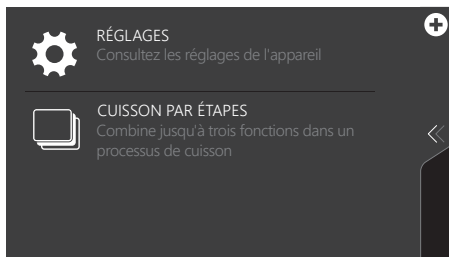 RÉGLAGES
Consultez les réglages de l'appareil
CUISSON PAR ÉTAPES
Combine jusqu'à trois fonctions dans un
processus de cuisson